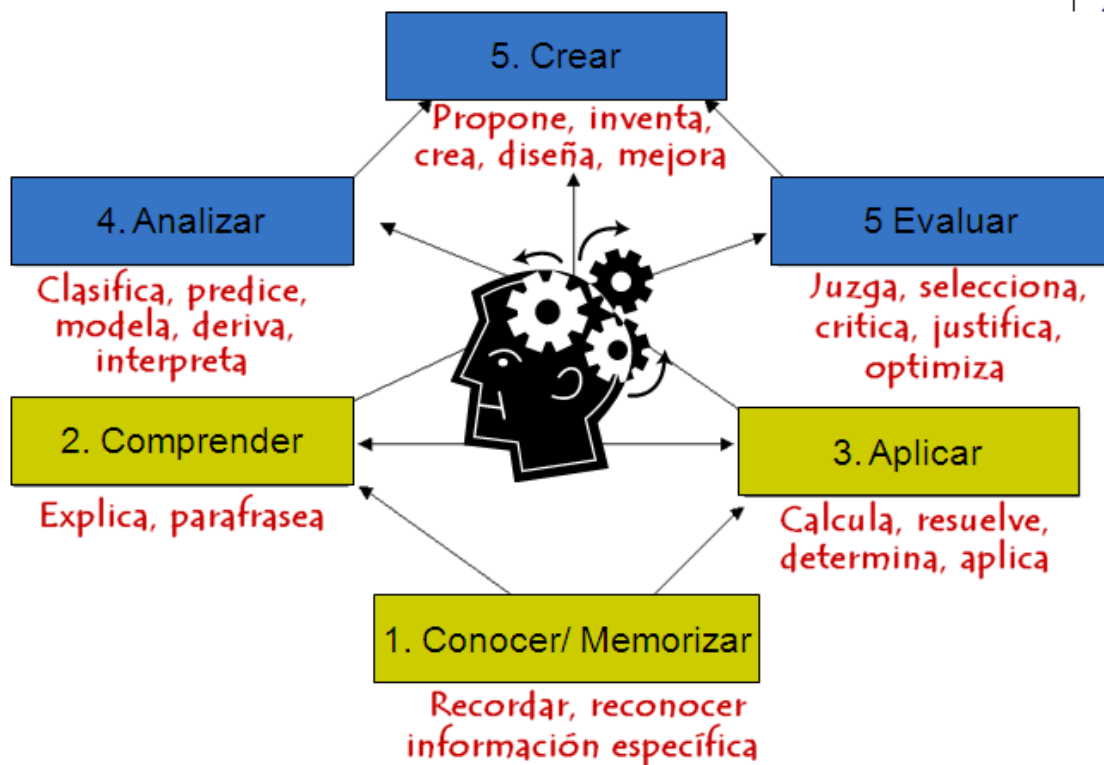 5. Crear
Propone, inventa,
crea, diseña, mejora
4. Analizar
Clasifica, predice,
modela, deriva,
interpreta
5 Evaluar
Juzga, selecciona,
critica, justifica,
optimiza
2. Comprender
Explica, parafrasea
3. Aplicar
Calcula, resuelve,
determina, aplica
1. Conocer/ Memorizar
Recordar, reconocer
información específica